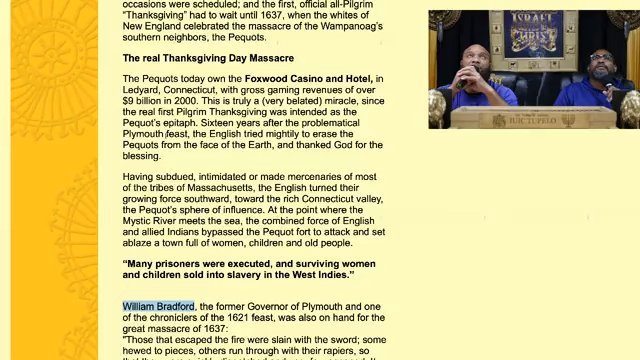 occasions were scheduled; and the first, official all-Pilgrim
"Thanksgiving" had to wait until 1637, when the whites of
New England celebrated the massacre of the Wampanoag's
southern neighbors, the Pequots.
The real Thanksgiving Day Massacre
The Pequots today own the Foxwood Casino and Hotel, in
Ledyard, Connecticut, with gross gaming revenues of over
$9 billion in 2000. This is truly a (very belated) miracle, since
the real first Pilgrim Thanksgiving was intended as the
Pequot's epitaph. Sixteen years after the problematical
Plymouth feast, the English tried mightily to erase the
Pequots from the face of the Earth, and thanked God for the
blessing.
Having subdued, intimidated or made mercenaries of most
of the tribes of Massachusetts, the English turned their
growing force southward, toward the rich Connecticut valley,
the Pequot's sphere of influence. At the point where the
Mystic River meets the sea, the combined force of English
and allied Indians bypassed the Pequot fort to attack and set
ablaze a town full of women, children and old people.
"Many prisoners were executed, and surviving women
and children sold into slavery in the West Indies."
William Bradford, the former Governor of Plymouth and one
of the chroniclers of the 1621 feast, was also on hand for the
great massacre of 1637:
"Those that escaped the fire were slain with the sword; some
hewed to pieces, others run through with their rapiers, so
ISRAEL
CHRIST
IUIC TUPELO